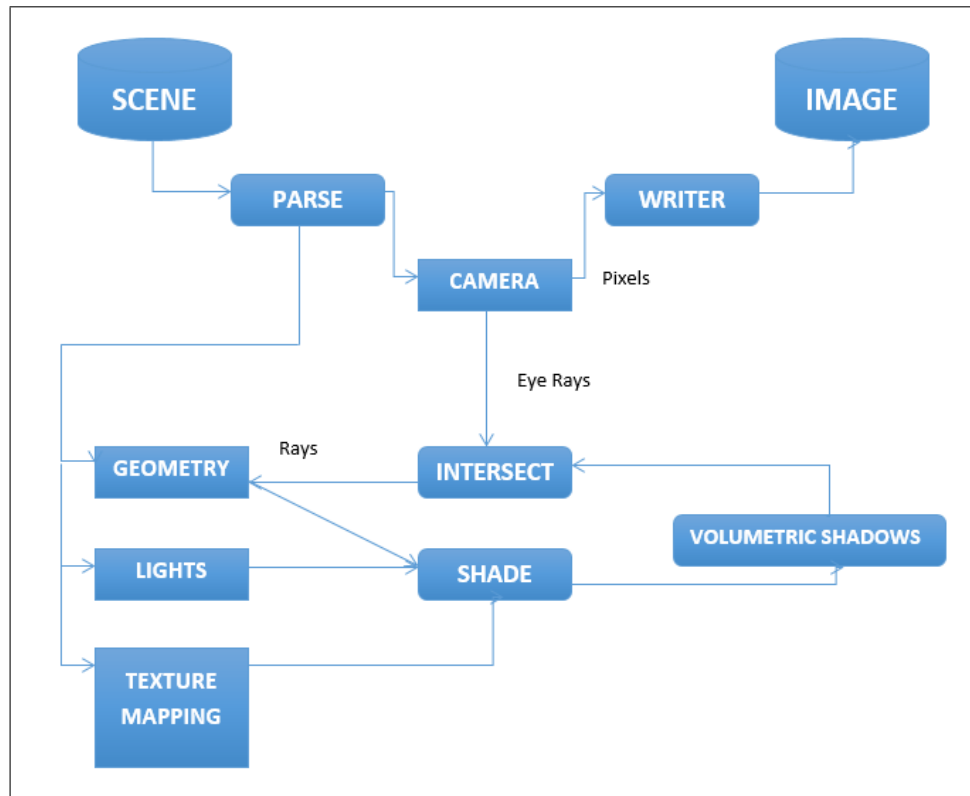 SCENE
IMAGE
PARSE
WRITER
CAMERA
Pixels
Eye Rays
Rays
GEOMETRY
INTERSECT
VOLUMETRIC SHADOWS
LIGHTS
SHADE
TEXTURE
MAPPING